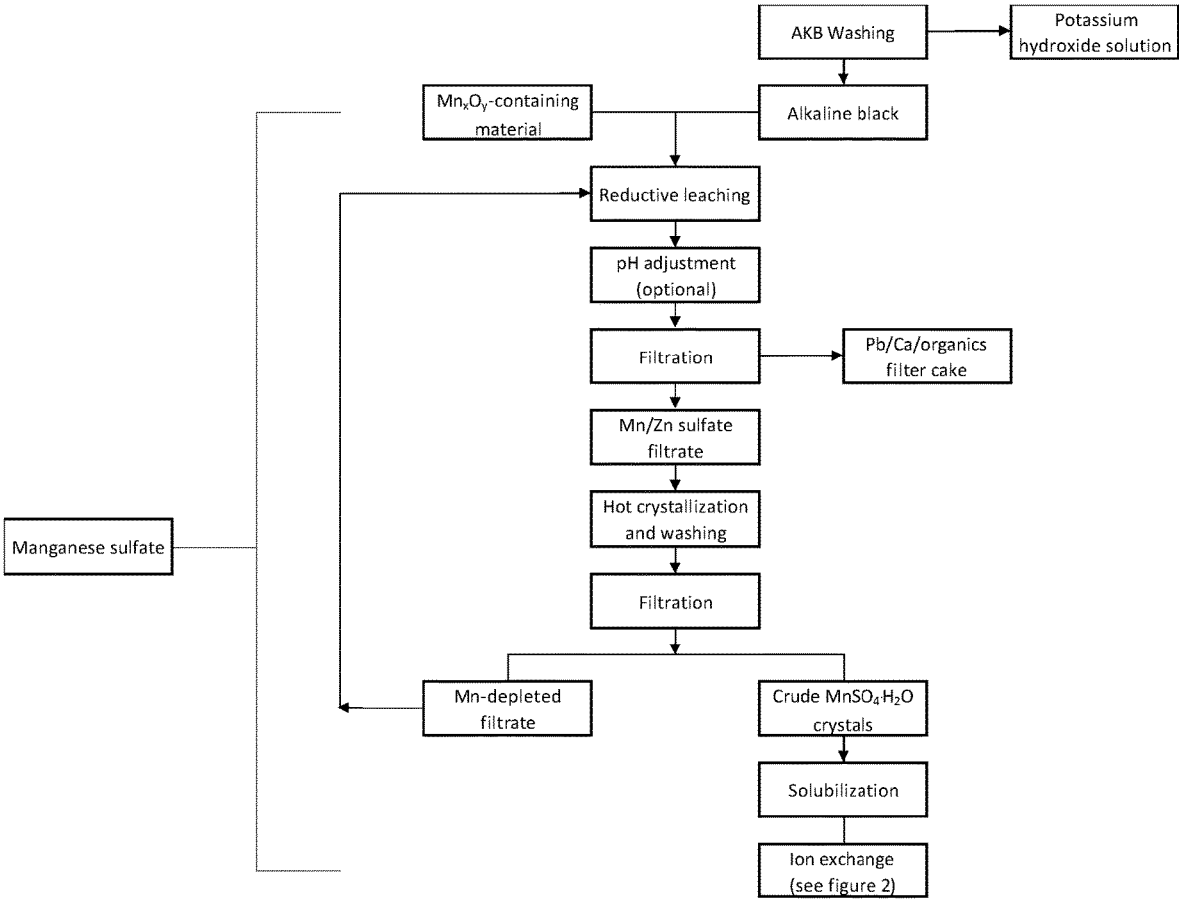 AKB Washing
Potassium
hydroxide solution
MnₓOᵧ-containing
material
Alkaline black
Reductive leaching
pH adjustment
(optional)
Filtration
Pb/Ca/organics
filter cake
Mn/Zn sulfate
filtrate
Hot crystallization
and washing
Manganese sulfate
Filtration
Mn-depleted
filtrate
Crude MnSO₄·H₂O
crystals
Solubilization
Ion exchange
(see figure 2)